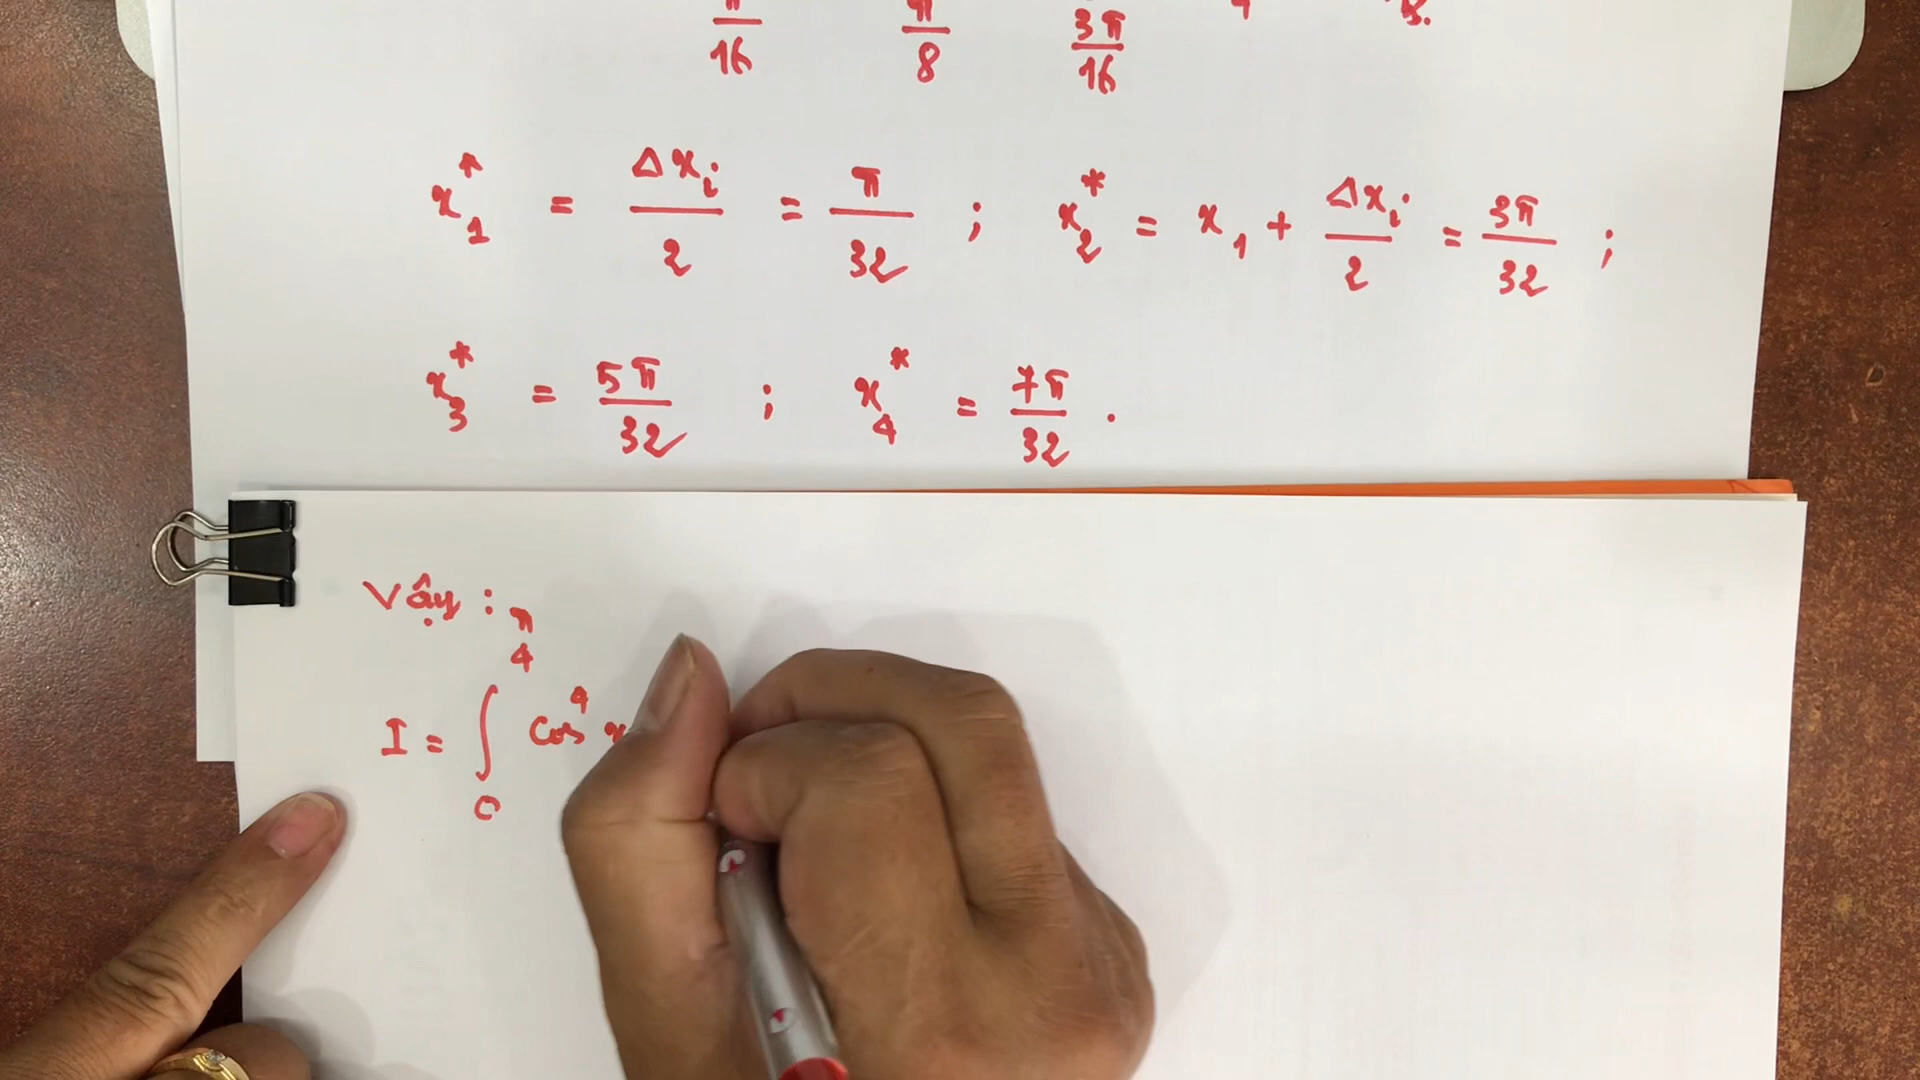 π/16 π/8 3π/16
x₁* = Δxᵢ/2 = π/32 ; x₂* = x₁ + Δxᵢ/2 = 3π/32 ;
x₃* = 5π/32 ; x₄* = 7π/32 .
Vậy :
I = ∫₀^(π/4) cos⁴ x